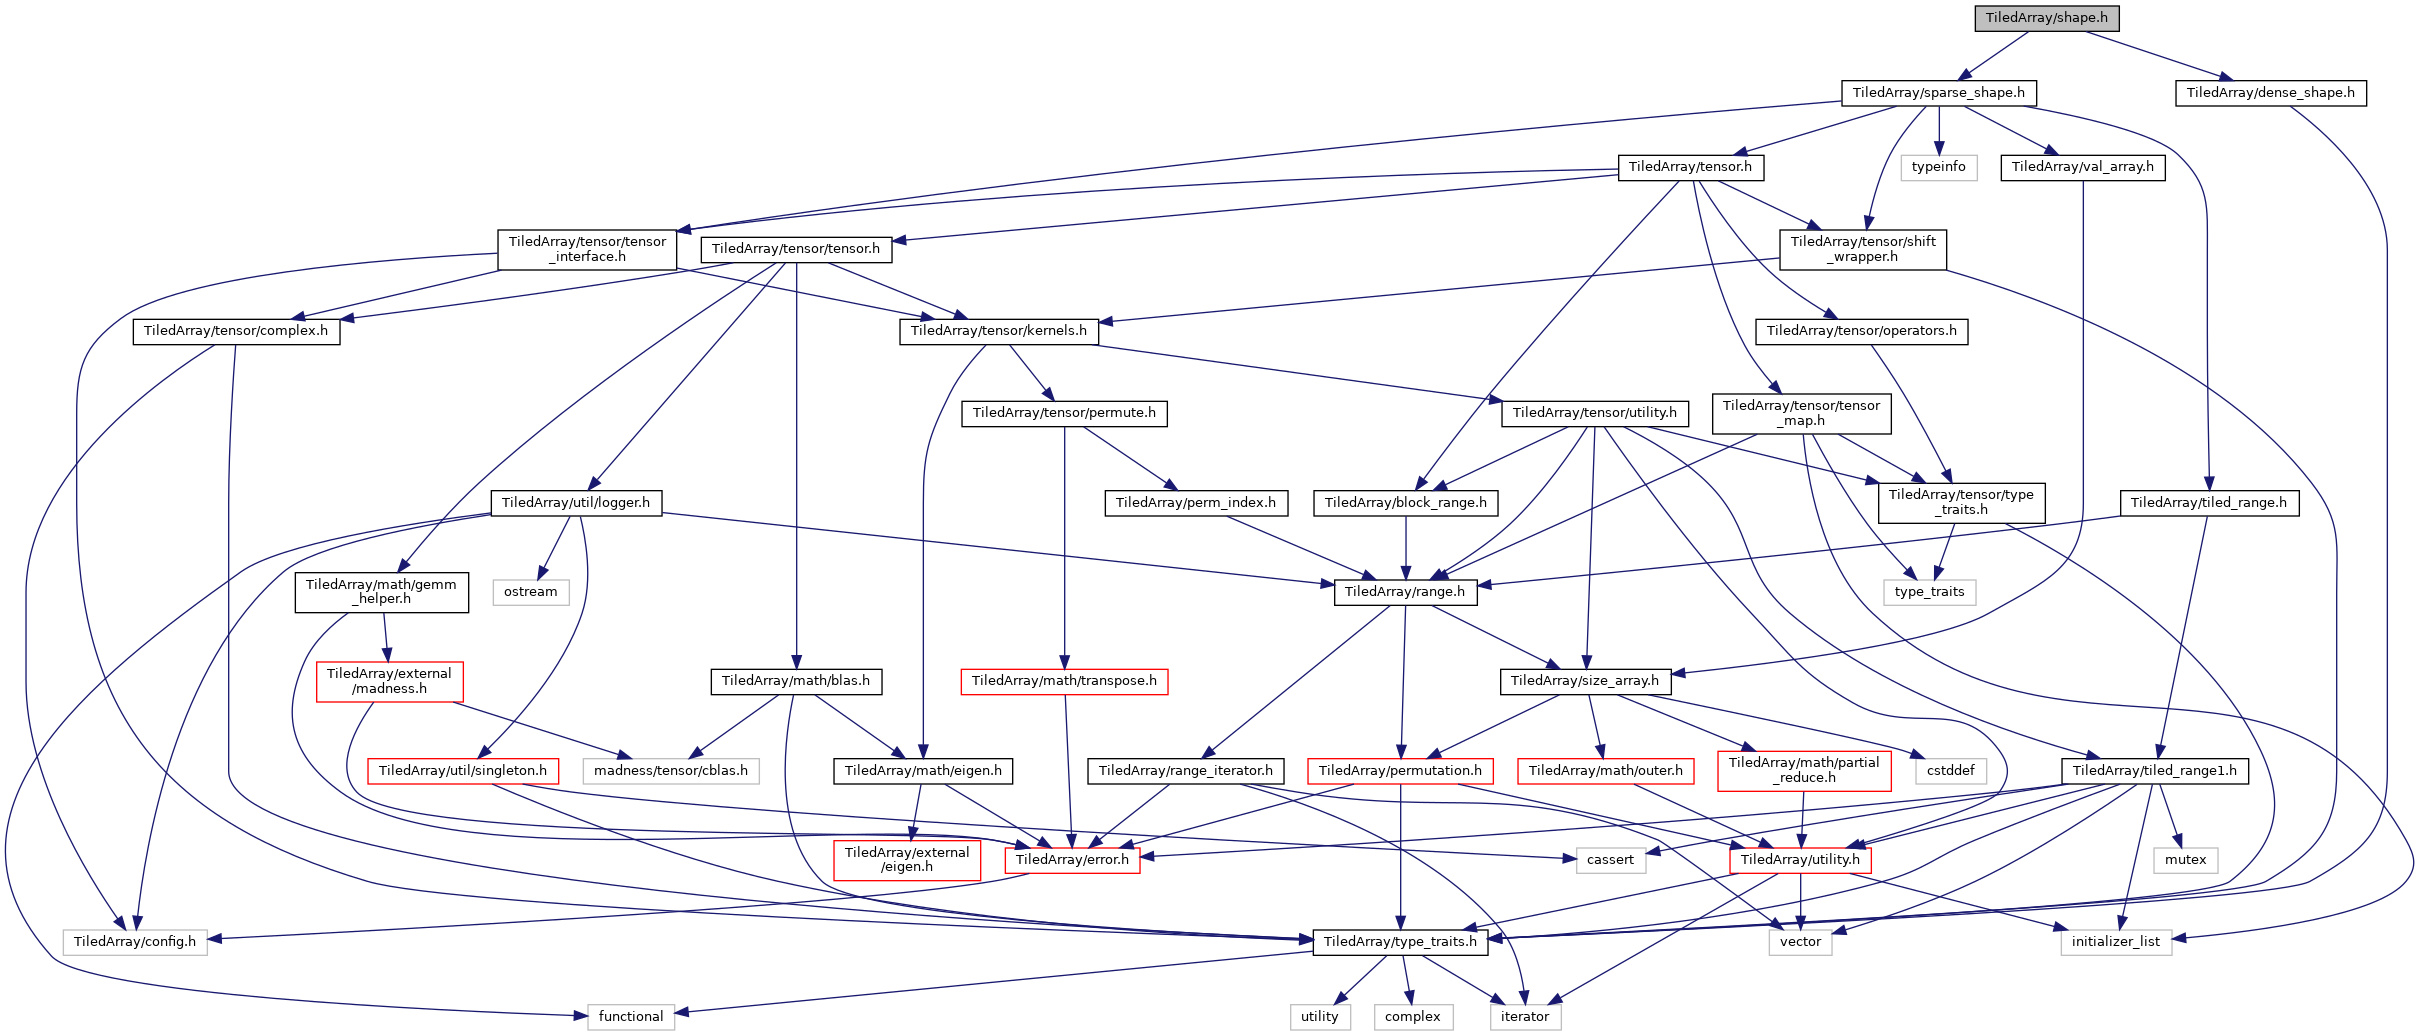 TiledArray/shape.h
TiledArray/sparse_shape.h
TiledArray/dense_shape.h
TiledArray/tensor.h
typeinfo
TiledArray/val_array.h
TiledArray/tensor/tensor
_interface.h
TiledArray/tensor/tensor.h
TiledArray/tensor/shift
_wrapper.h
TiledArray/tensor/complex.h
TiledArray/tensor/kernels.h
TiledArray/tensor/operators.h
TiledArray/tensor/permute.h
TiledArray/tensor/utility.h
TiledArray/tensor/tensor
_map.h
TiledArray/util/logger.h
TiledArray/perm_index.h
TiledArray/block_range.h
TiledArray/tensor/type
_traits.h
TiledArray/tiled_range.h
TiledArray/math/gemm
_helper.h
ostream
TiledArray/range.h
type_traits
TiledArray/external
/madness.h
TiledArray/math/blas.h
TiledArray/math/transpose.h
TiledArray/size_array.h
TiledArray/util/singleton.h
madness/tensor/cblas.h
TiledArray/math/eigen.h
TiledArray/range_iterator.h
TiledArray/permutation.h
TiledArray/math/outer.h
TiledArray/math/partial
_reduce.h
cstddef
TiledArray/tiled_range1.h
TiledArray/external
/eigen.h
TiledArray/error.h
cassert
TiledArray/utility.h
mutex
TiledArray/config.h
TiledArray/type_traits.h
vector
initializer_list
functional
utility
complex
iterator